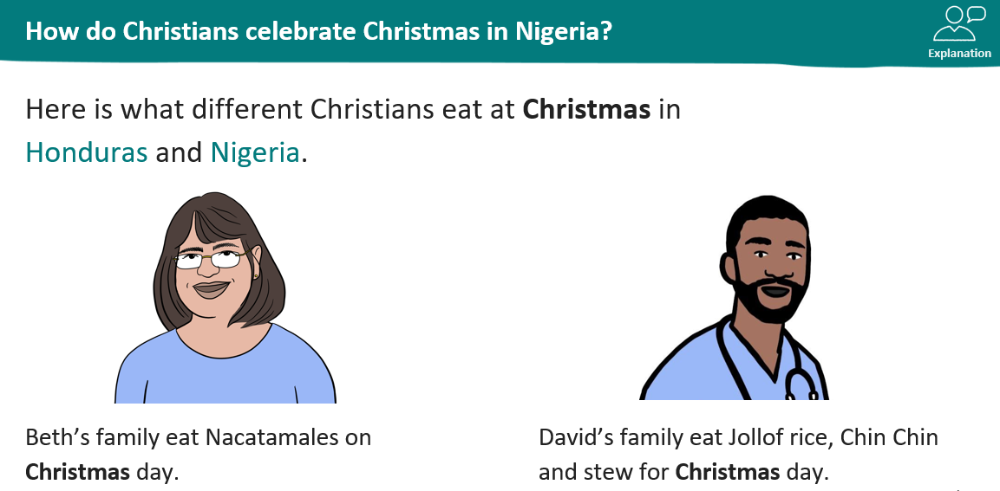 How do Christians celebrate Christmas in Nigeria?
Explanation
Here is what different Christians eat at Christmas in
Honduras and Nigeria.
Beth’s family eat Nacatamales on
Christmas day.
David’s family eat Jollof rice, Chin Chin
and stew for Christmas day.